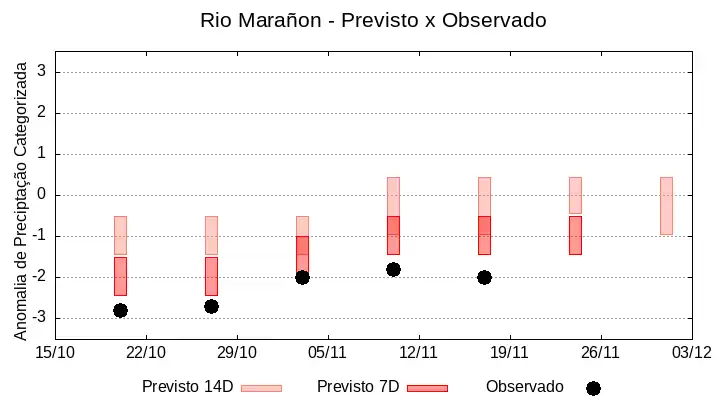 Rio Marañon - Previsto x Observado
Anomalia de Preciptação Categorizada
3
2
1
0
-1
-2
-3
15/10 22/10 29/10 05/11 12/11 19/11 26/11 03/12
Previsto 14D Previsto 7D Observado